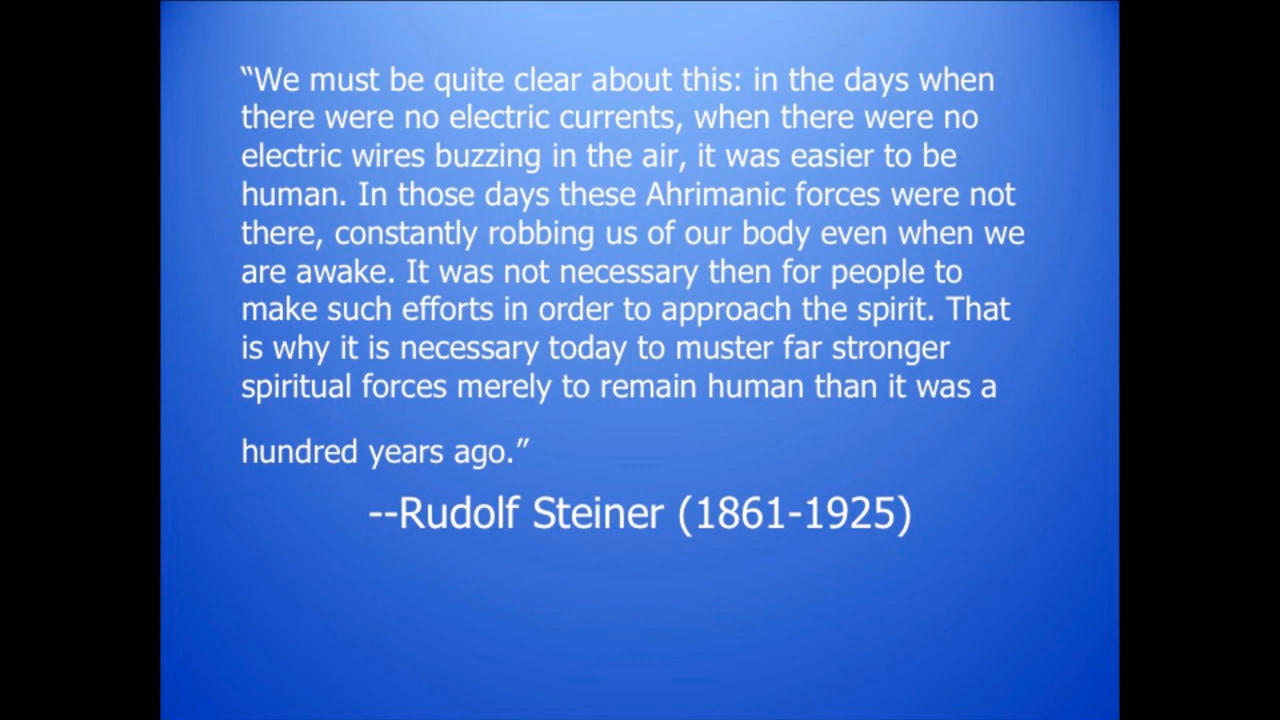 “We must be quite clear about this: in the days when
there were no electric currents, when there were no
electric wires buzzing in the air, it was easier to be
human. In those days these Ahrimanic forces were not
there, constantly robbing us of our body even when we
are awake. It was not necessary then for people to
make such efforts in order to approach the spirit. That
is why it is necessary today to muster far stronger
spiritual forces merely to remain human than it was a
hundred years ago.”
--Rudolf Steiner (1861-1925)